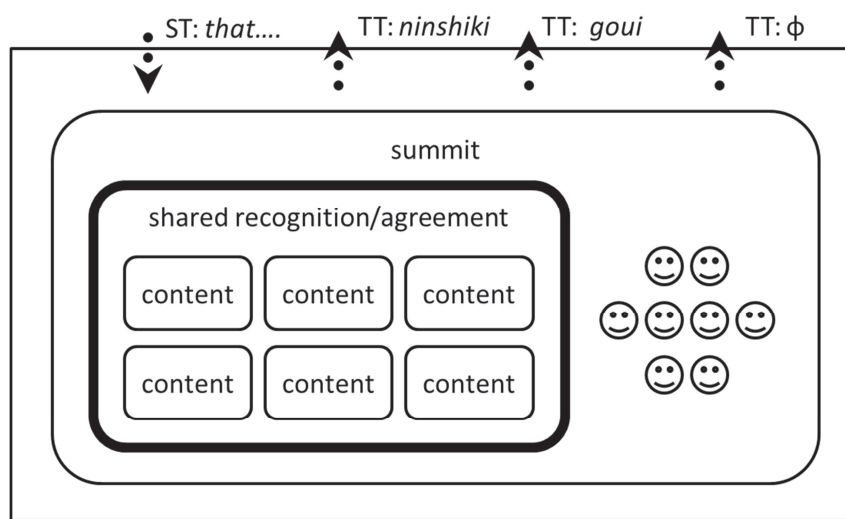 ST: that.... TT: ninshiki TT: goui TT: ϕ
summit
shared recognition/agreement
content content content
content content content